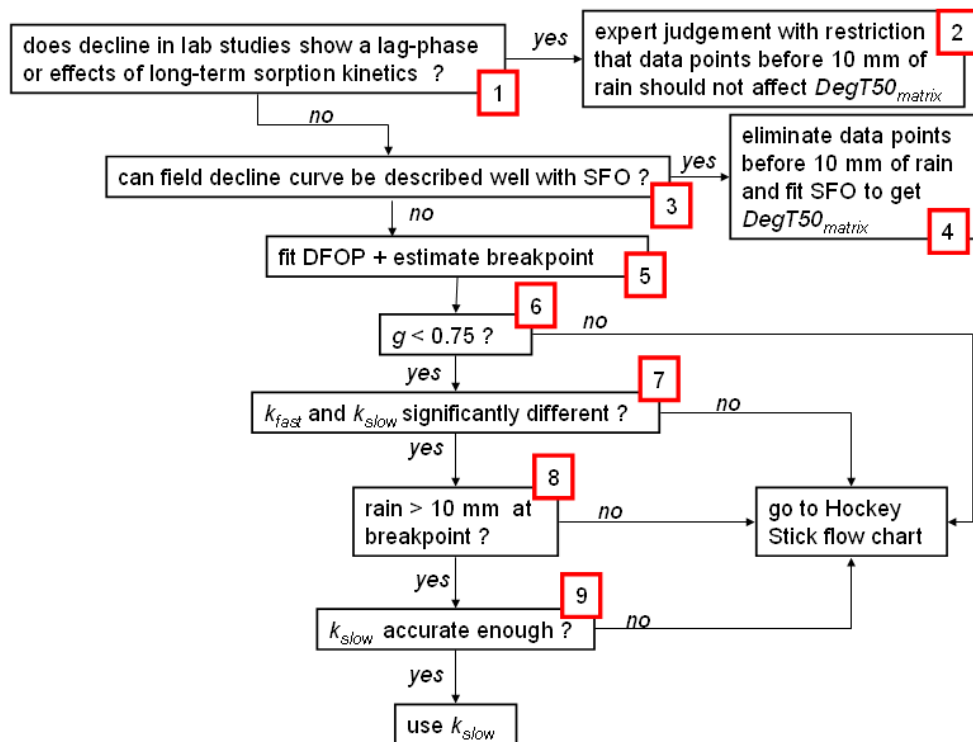 does decline in lab studies show a lag-phase
or effects of long-term sorption kinetics ?
1
yes
expert judgement with restriction
that data points before 10 mm of
rain should not affect DegT50matrix
2
no
can field decline curve be described well with SFO ?
3
yes
eliminate data points
before 10 mm of rain
and fit SFO to get
DegT50matrix
4
no
fit DFOP + estimate breakpoint
5
g < 0.75 ?
6
no
yes
kfast and kslow significantly different ?
7
no
yes
rain > 10 mm at
breakpoint ?
8
no
go to Hockey
Stick flow chart
yes
kslow accurate enough ?
9
no
yes
use kslow